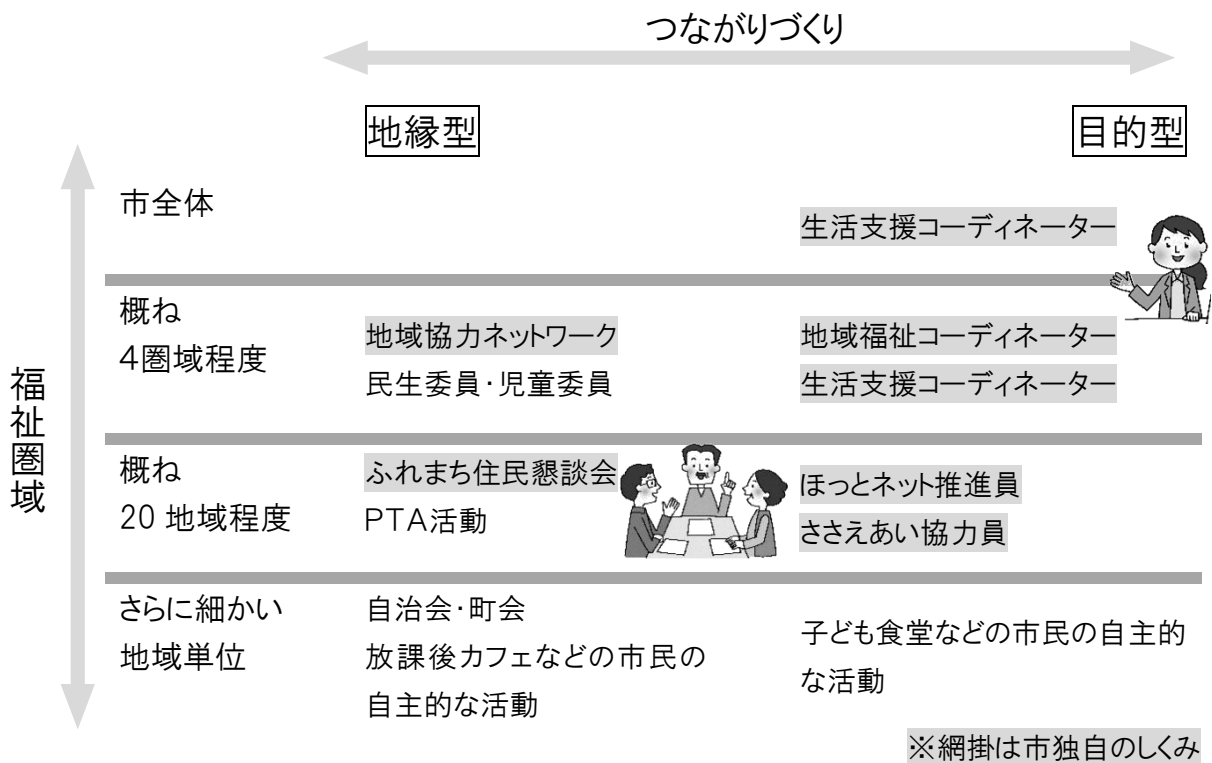 つながりづくり
地縁型
目的型
福祉圏域
市全体
生活支援コーディネーター
概ね
4圏域程度
地域協力ネットワーク
民生委員・児童委員
地域福祉コーディネーター
生活支援コーディネーター
概ね
20 地域程度
ふれまち住民懇談会
PTA活動
ほっとネット推進員
ささえあい協力員
さらに細かい
地域単位
自治会・町会
放課後カフェなどの市民の
自主的な活動
子ども食堂などの市民の自主的
な活動
※網掛は市独自のしくみ